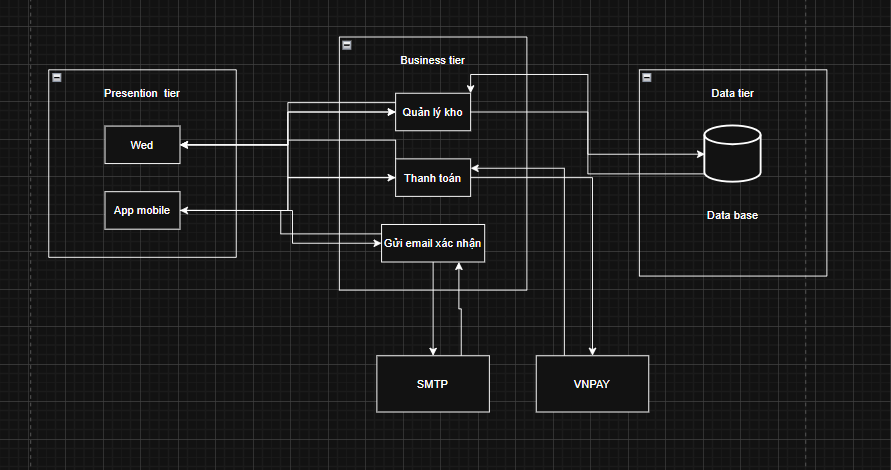 Presention tier
Wed
App mobile
Business tier
Quản lý kho
Thanh toán
Gửi email xác nhận
Data tier
Data base
SMTP
VNPAY